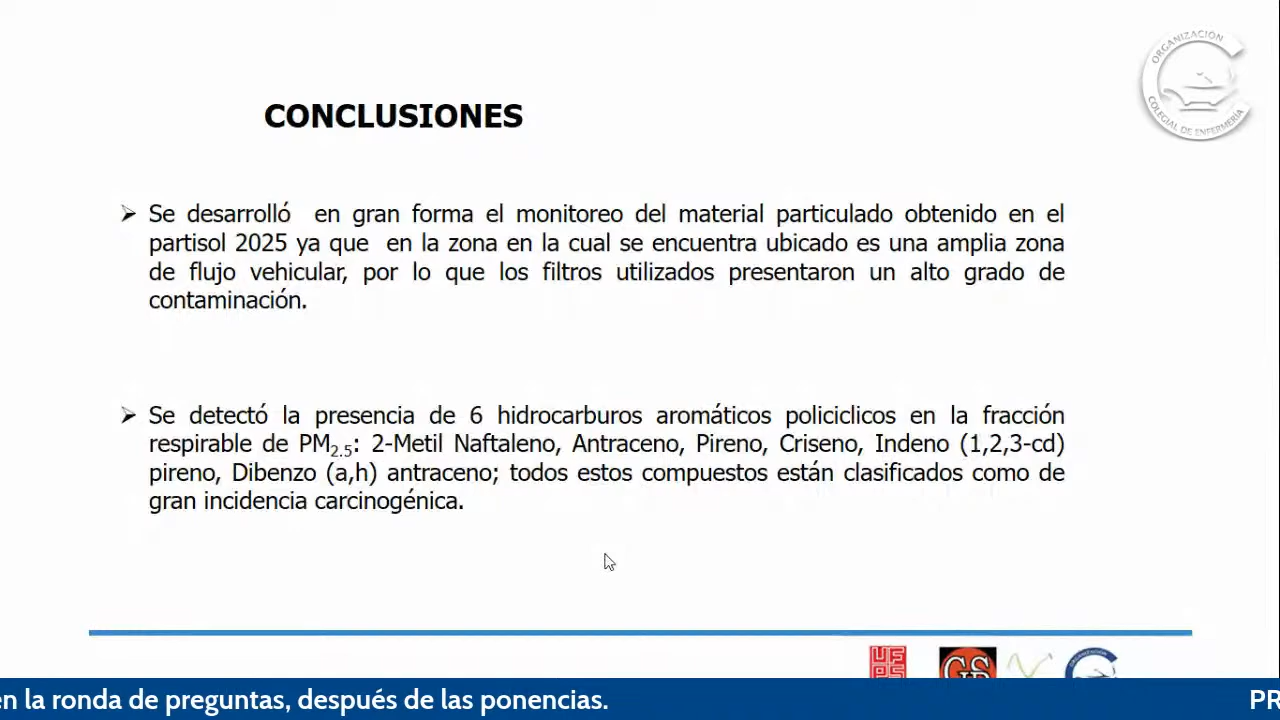 ORGANIZACIÓN
COLEGIAL DE ENFERMERÍA
CONCLUSIONES
➢ Se desarrolló en gran forma el monitoreo del material particulado obtenido en el
partisol 2025 ya que en la zona en la cual se encuentra ubicado es una amplia zona
de flujo vehicular, por lo que los filtros utilizados presentaron un alto grado de
contaminación.
➢ Se detectó la presencia de 6 hidrocarburos aromáticos policiclicos en la fracción
respirable de PM2.5: 2-Metil Naftaleno, Antraceno, Pireno, Criseno, Indeno (1,2,3-cd)
pireno, Dibenzo (a,h) antraceno; todos estos compuestos están clasificados como de
gran incidencia carcinogénica.
ORGANIZACIÓN
en la ronda de preguntas, después de las ponencias. PR